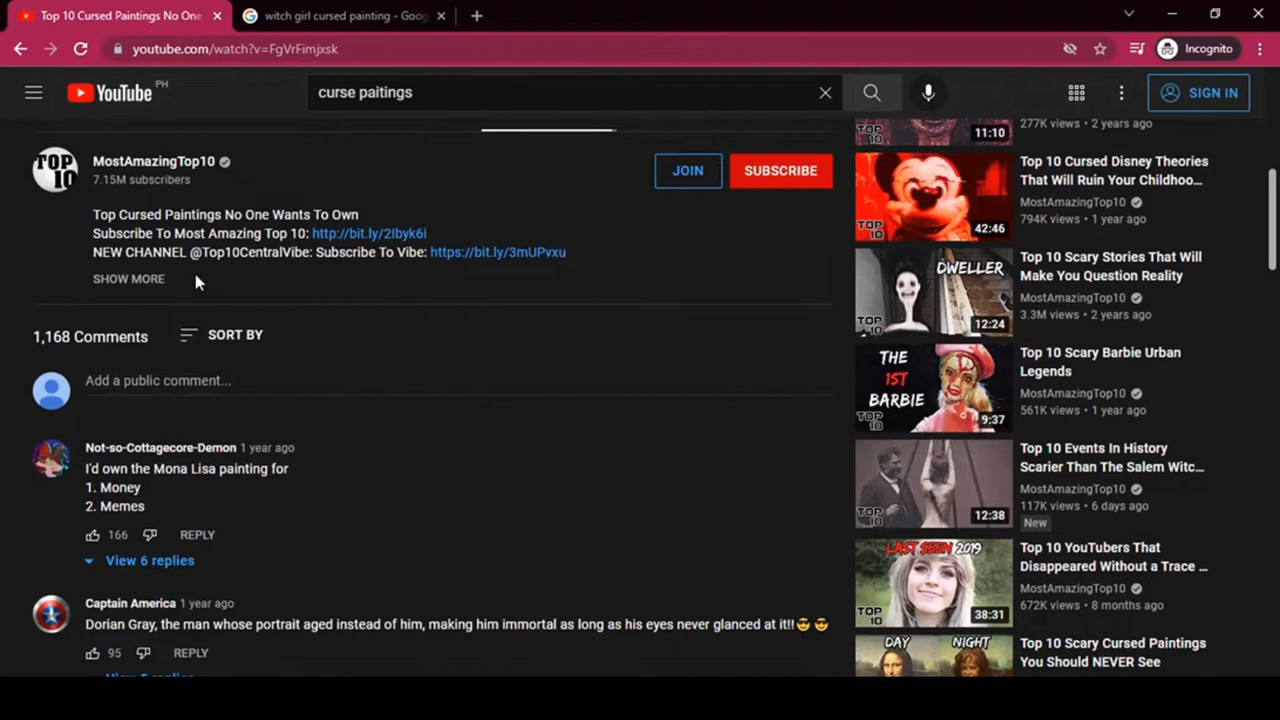 Top 10 Cursed Paintings No One
witch girl cursed painting - Goog
youtube.com/watch?v=FgVrFimjxsk
Incognito
YouTube PH
curse paitings
SIGN IN
MostAmazingTop10
7.15M subscribers
JOIN
SUBSCRIBE
Top Cursed Paintings No One Wants To Own
Subscribe To Most Amazing Top 10: http://bit.ly/2Ibyk6i
NEW CHANNEL @Top10CentralVibe: Subscribe To Vibe: https://bit.ly/3mUPvxu
SHOW MORE
1,168 Comments
SORT BY
Add a public comment...
Not-so-Cottagecore-Demon 1 year ago
I'd own the Mona Lisa painting for
1. Money
2. Memes
166 REPLY
View 6 replies
Captain America 1 year ago
Dorian Gray, the man whose portrait aged instead of him, making him immortal as long as his eyes never glanced at it!!
95 REPLY
TOP 10
11:10
277K views • 2 years ago
TOP 10
42:46
Top 10 Cursed Disney Theories
That Will Ruin Your Childhoo...
MostAmazingTop10
794K views • 1 year ago
DWELLER
TOP 10
12:24
Top 10 Scary Stories That Will
Make You Question Reality
MostAmazingTop10
3.3M views • 2 years ago
THE
1ST
BARBIE
TOP 10
9:37
Top 10 Scary Barbie Urban
Legends
MostAmazingTop10
561K views • 1 year ago
TOP 10
12:38
Top 10 Events In History
Scarier Than The Salem Witc...
MostAmazingTop10
117K views • 6 days ago
New
LAST SEEN 2019
TOP 10
38:31
Top 10 YouTubers That
Disappeared Without a Trace ...
MostAmazingTop10
672K views • 8 months ago
DAY NIGHT
Top 10 Scary Cursed Paintings
You Should NEVER See